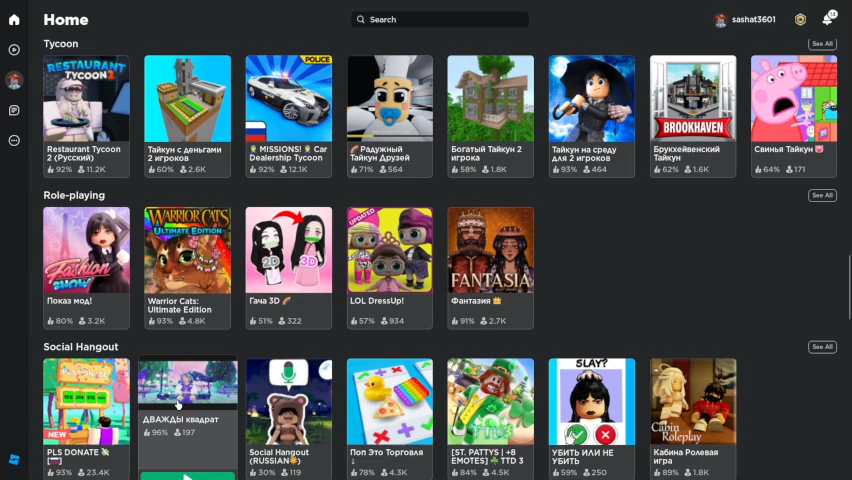 Home
Search
sashat3601
14
Tycoon
See All
RESTAURANT TYCOON 2
POLICE
BROOKHAVEN
Restaurant Tycoon 2 (Русский)
92% 11.2K
Тайкун с деньгами 2 игроков
60% 2.6K
MISSIONS! Car Dealership Tycoon
92% 12.1K
Радужный Тайкун Друзей
71% 564
Богатый Тайкун 2 игрока
58% 1.8K
Тайкун на среду для 2 игроков
93% 464
Брукхейвенский Тайкун
62% 1.6K
Свинья Тайкун
64% 171
Role-playing
See All
Fashion SHOW
WARRIOR CATS ULTIMATE EDITION
2D 3D
UPDATED
FANTASIA
Показ мод!
80% 3.2K
Warrior Cats: Ultimate Edition
93% 4.8K
Гача 3D
51% 322
LOL DressUp!
57% 934
Фантазия
91% 2.7K
Social Hangout
See All
NEW
TTD
3
SLAY?
Capin Roleplay
PLS DONATE
93% 23.4K
ДВАЖДЫ квадрат
96% 197
Social Hangout (RUSSIAN)
30% 119
Поп Это Торговля ↓
78% 4.3K
[ST. PATTYS | +8 EMOTES] TTD 3
84% 4.5K
УБИТЬ ИЛИ НЕ УБИТЬ
59% 250
Кабина Ролевая игра
89% 1.8K